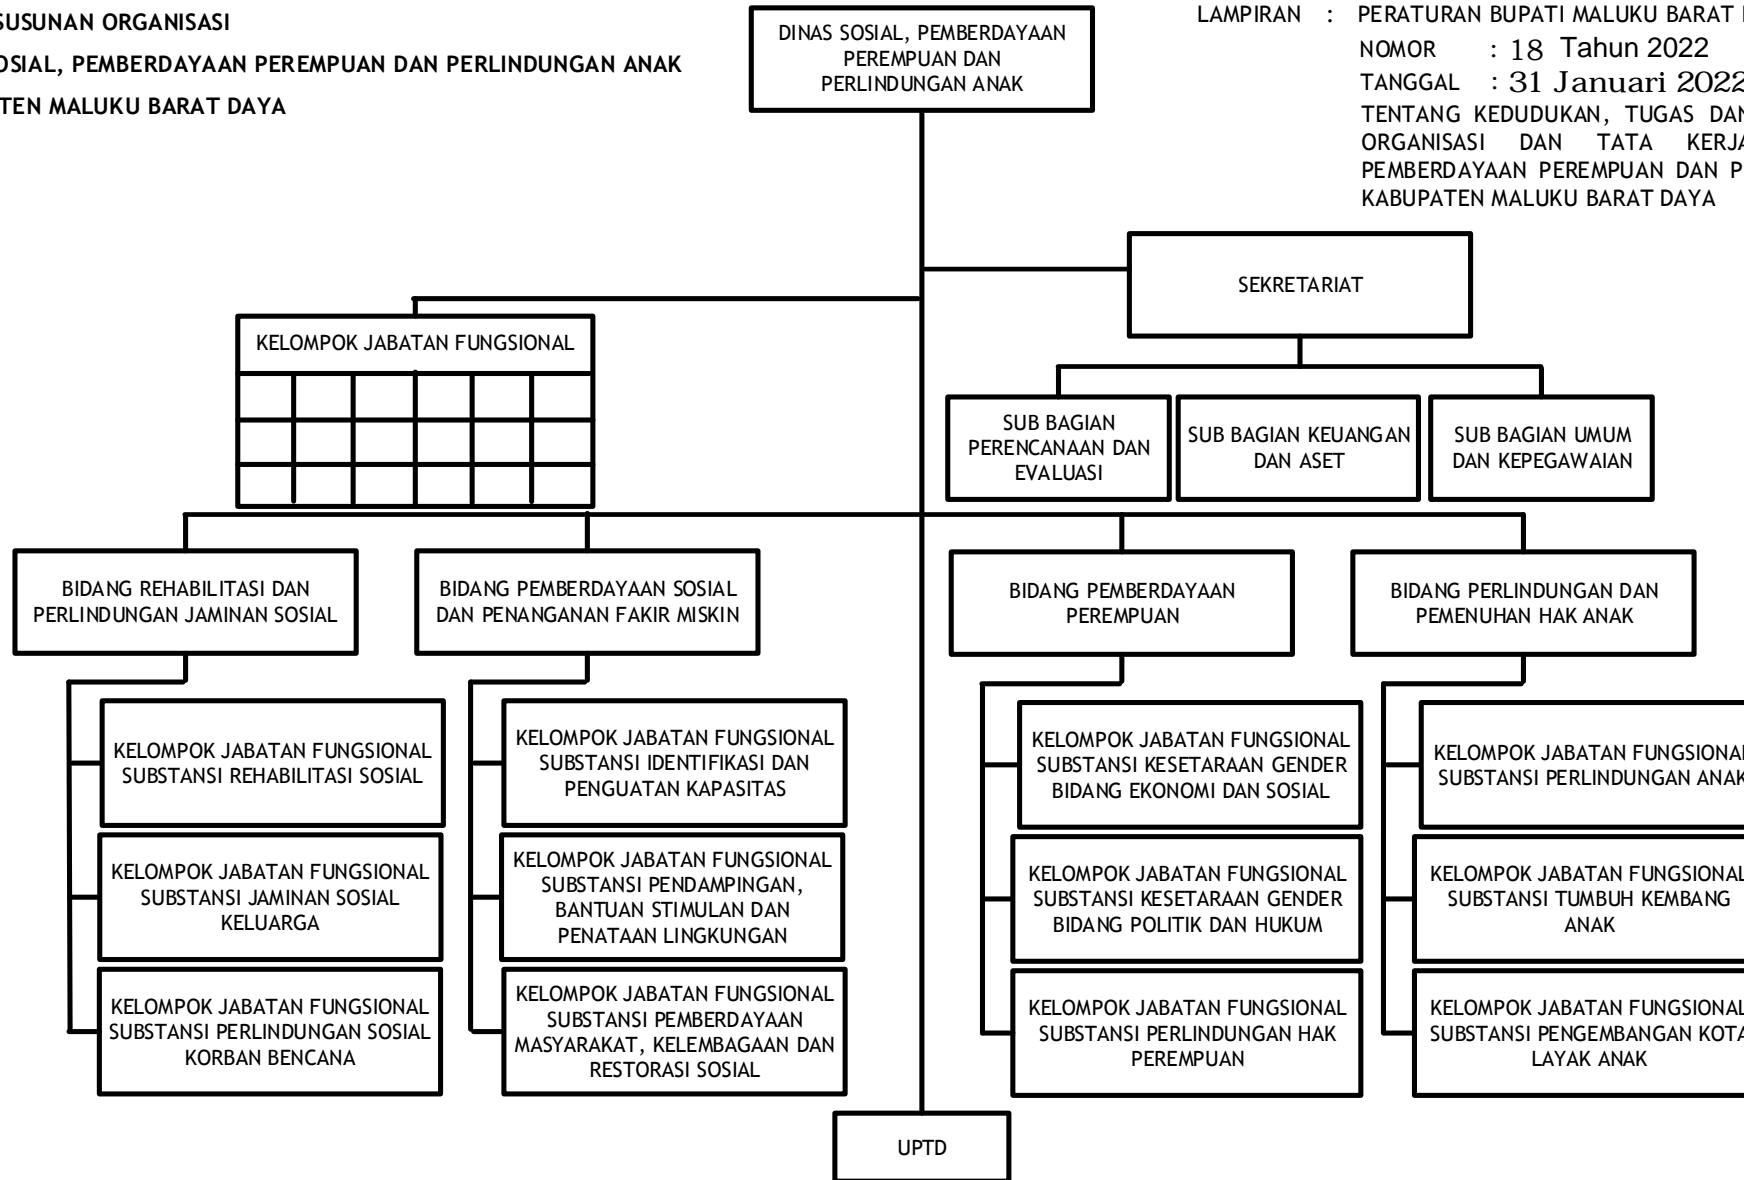 SUSUNAN ORGANISASI
SOSIAL, PEMBERDAYAAN PEREMPUAN DAN PERLINDUNGAN ANAK
MALUKU BARAT DAYA
DINAS SOSIAL, PEMBERDAYAAN
PEREMPUAN DAN
PERLINDUNGAN ANAK
LAMPIRAN : PERATURAN BUPATI MALUKU BARAT
NOMOR : 18 Tahun 2022
TANGGAL : 31 Januari 2022
TENTANG KEDUDUKAN, TUGAS DAN
ORGANISASI DAN TATA KERJA
PEMBERDAYAAN PEREMPUAN DAN
KABUPATEN MALUKU BARAT DAYA
SEKRETARIAT
KELOMPOK JABATAN FUNGSIONAL
SUB BAGIAN
PERENCANAAN DAN
EVALUASI
SUB BAGIAN KEUANGAN
DAN ASET
SUB BAGIAN UMUM
DAN KEPEGAWAIAN
BIDANG REHABILITASI DAN
PERLINDUNGAN JAMINAN SOSIAL
BIDANG PEMBERDAYAAN SOSIAL
DAN PENANGANAN FAKIR MISKIN
BIDANG PEMBERDAYAAN
PEREMPUAN
BIDANG PERLINDUNGAN DAN
PEMENUHAN HAK ANAK
KELOMPOK JABATAN FUNGSIONAL
SUBSTANSI REHABILITASI SOSIAL
KELOMPOK JABATAN FUNGSIONAL
SUBSTANSI JAMINAN SOSIAL
KELUARGA
KELOMPOK JABATAN FUNGSIONAL
SUBSTANSI PERLINDUNGAN SOSIAL
KORBAN BENCANA
KELOMPOK JABATAN FUNGSIONAL
SUBSTANSI IDENTIFIKASI DAN
PENGUATAN KAPASITAS
KELOMPOK JABATAN FUNGSIONAL
SUBSTANSI PENDAMPINGAN,
BANTUAN STIMULAN DAN
PENATAAN LINGKUNGAN
KELOMPOK JABATAN FUNGSIONAL
SUBSTANSI PEMBERDAYAAN
MASYARAKAT, KELEMBAGAAN DAN
RESTORASI SOSIAL
KELOMPOK JABATAN FUNGSIONAL
SUBSTANSI KESETARAAN GENDER
BIDANG EKONOMI DAN SOSIAL
KELOMPOK JABATAN FUNGSIONAL
SUBSTANSI KESETARAAN GENDER
BIDANG POLITIK DAN HUKUM
KELOMPOK JABATAN FUNGSIONAL
SUBSTANSI PERLINDUNGAN HAK
PEREMPUAN
KELOMPOK JABATAN FUNGSIONAL
SUBSTANSI PERLINDUNGAN ANAK
KELOMPOK JABATAN FUNGSIONAL
SUBSTANSI TUMBUH KEMBANG
ANAK
KELOMPOK JABATAN FUNGSIONAL
SUBSTANSI PENGEMBANGAN KOTA
LAYAK ANAK
UPTD